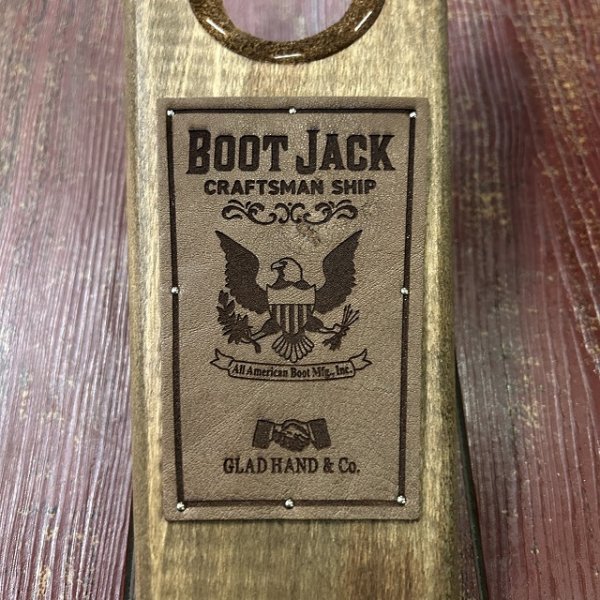 BOOT JACK
CRAFTSMAN SHIP
All American Boot Mfg., Inc.
GLAD HAND & Co.